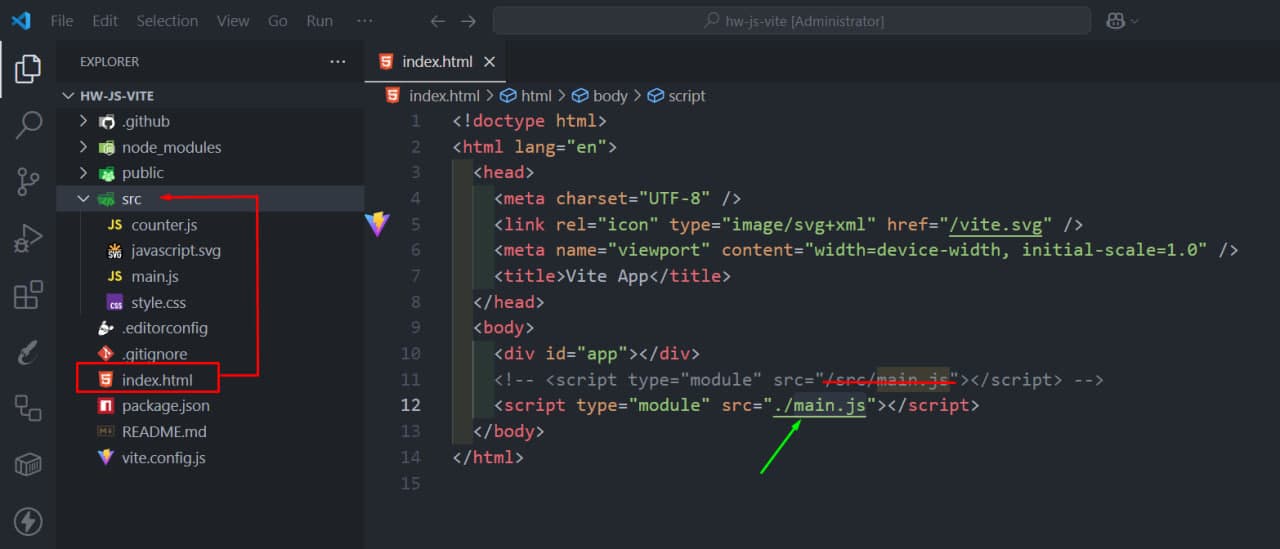 File Edit Selection View Go Run ··· hw-js-vite [Administrator]
EXPLORER ···
HW-JS-VITE
.github
node_modules
public
src
JS counter.js
SVG javascript.svg
JS main.js
CSS style.css
.editorconfig
.gitignore
index.html
package.json
README.md
vite.config.js
index.html
index.html > html > body > script
1 <!doctype html>
2 <html lang="en">
3 <head>
4 <meta charset="UTF-8" />
5 <link rel="icon" type="image/svg+xml" href="/vite.svg" />
6 <meta name="viewport" content="width=device-width, initial-scale=1.0" />
7 <title>Vite App</title>
8 </head>
9 <body>
10 <div id="app"></div>
11 <!-- <script type="module" src="/src/main.js"></script> -->
12 <script type="module" src="./main.js"></script>
13 </body>
14 </html>
15